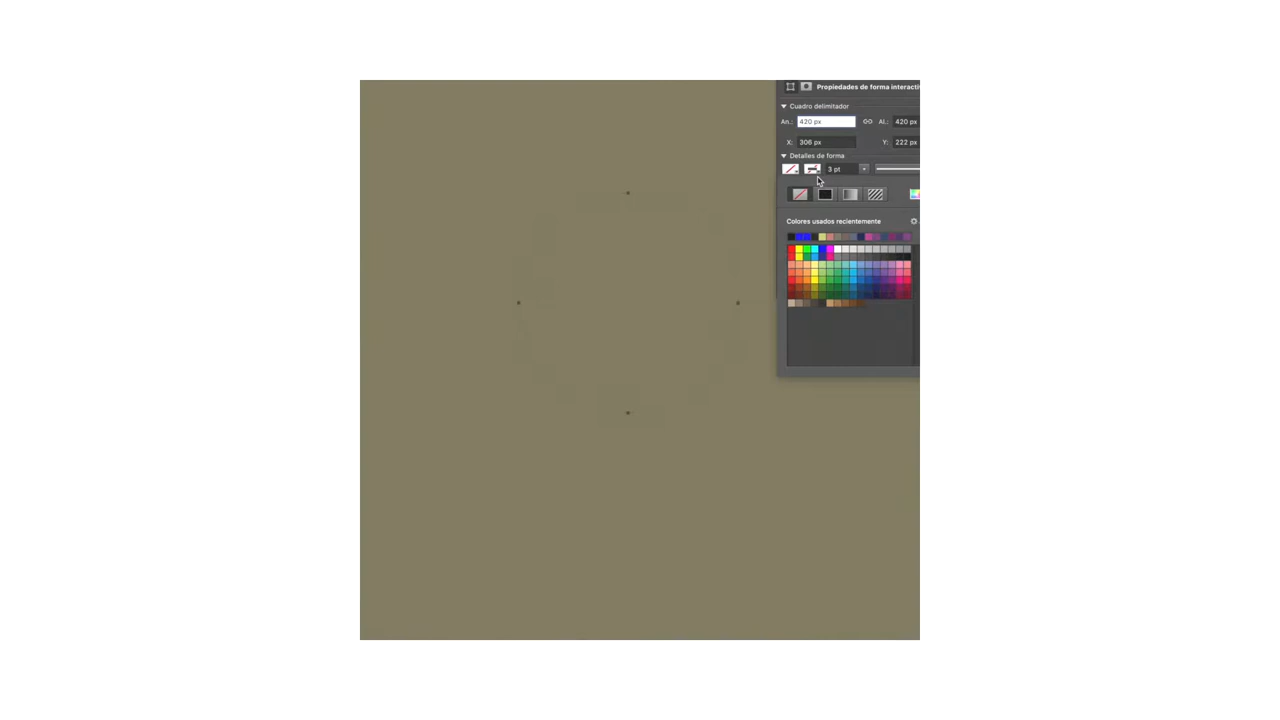 Propiedades de forma interacti
Cuadro delimitador
An.: 420 px Al.: 420 px
X: 306 px Y: 222 px
Detalles de forma
3 pt
Colores usados recientemente